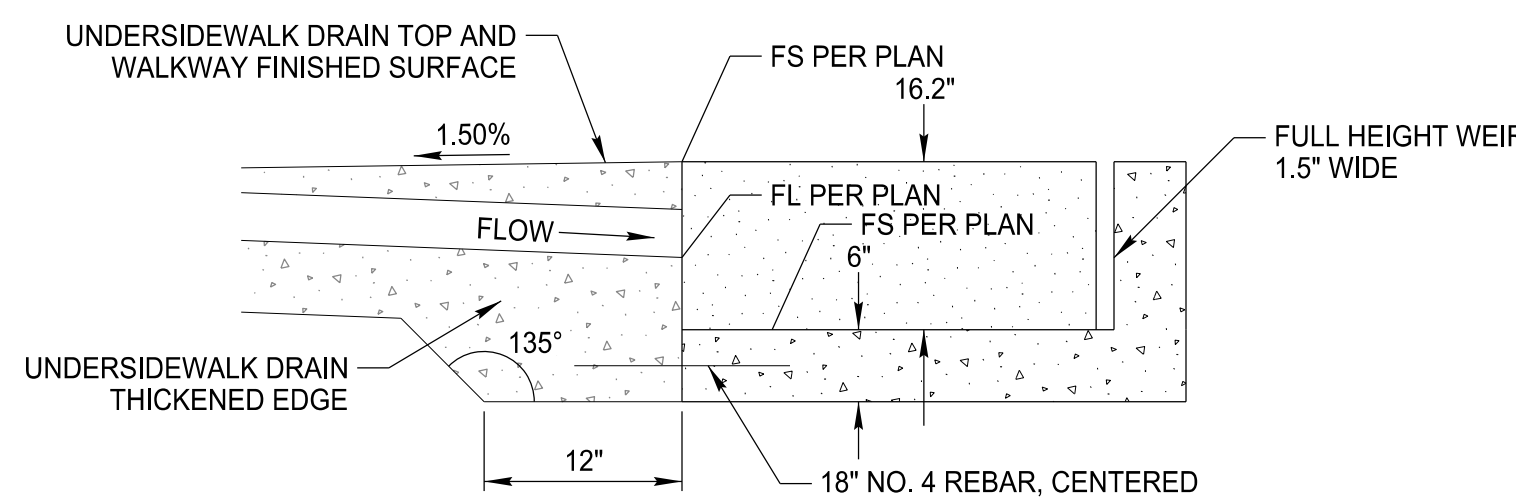 UNDERSIDEWALK DRAIN TOP AND
WALKWAY FINISHED SURFACE
FS PER PLAN
16.2"
1.50%
FULL HEIGHT WEIR
1.5" WIDE
FL PER PLAN
FLOW
FS PER PLAN
6"
135°
UNDERSIDEWALK DRAIN
THICKENED EDGE
12"
18" NO. 4 REBAR, CENTERED